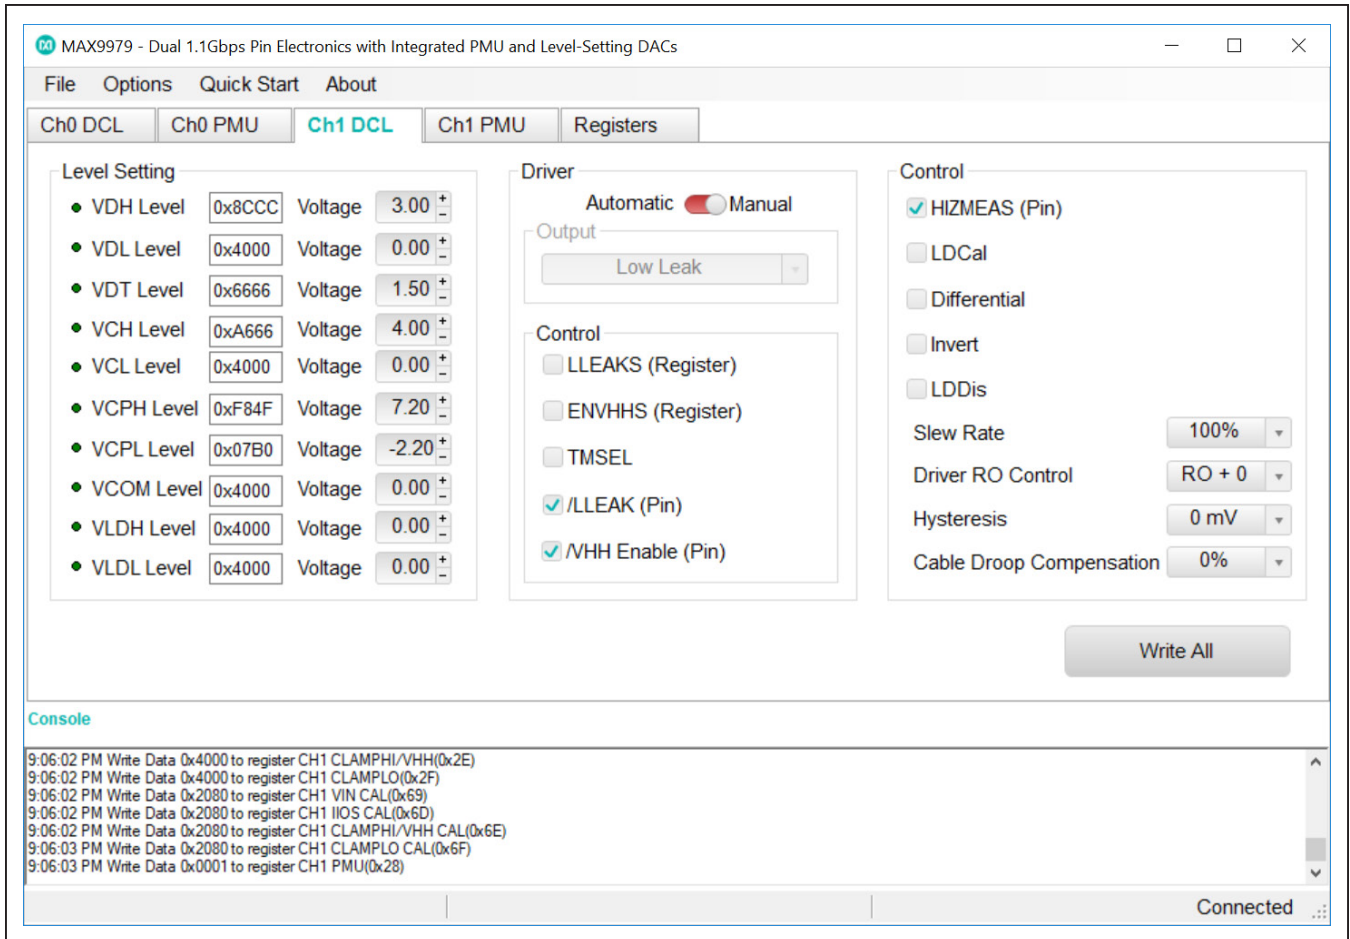 MAX9979 - Dual 1.1Gbps Pin Electronics with Integrated PMU and Level-Setting DACs
File Options Quick Start About
Ch0 DCL Ch0 PMU Ch1 DCL Ch1 PMU Registers
Level Setting
VDH Level 0x8CCC Voltage 3.00
VDL Level 0x4000 Voltage 0.00
VDT Level 0x6666 Voltage 1.50
VCH Level 0xA666 Voltage 4.00
VCL Level 0x4000 Voltage 0.00
VCPH Level 0xF84F Voltage 7.20
VCPL Level 0x07B0 Voltage -2.20
VCOM Level 0x4000 Voltage 0.00
VLDH Level 0x4000 Voltage 0.00
VLDL Level 0x4000 Voltage 0.00
Driver
Automatic Manual
Output
Low Leak
Control
LLEAKS (Register)
ENVHHS (Register)
TMSEL
/LLEAK (Pin)
/VHH Enable (Pin)
Control
HIZMEAS (Pin)
LDCal
Differential
Invert
LDDis
Slew Rate 100%
Driver RO Control RO + 0
Hysteresis 0 mV
Cable Droop Compensation 0%
Write All
Console
9:06:02 PM Write Data 0x4000 to register CH1 CLAMPHI/VHH(0x2E)
9:06:02 PM Write Data 0x4000 to register CH1 CLAMPLO(0x2F)
9:06:02 PM Write Data 0x2080 to register CH1 VIN CAL(0x69)
9:06:02 PM Write Data 0x2080 to register CH1 IIOS CAL(0x6D)
9:06:02 PM Write Data 0x2080 to register CH1 CLAMPHI/VHH CAL(0x6E)
9:06:03 PM Write Data 0x2080 to register CH1 CLAMPLO CAL(0x6F)
9:06:03 PM Write Data 0x0001 to register CH1 PMU(0x28)
Connected